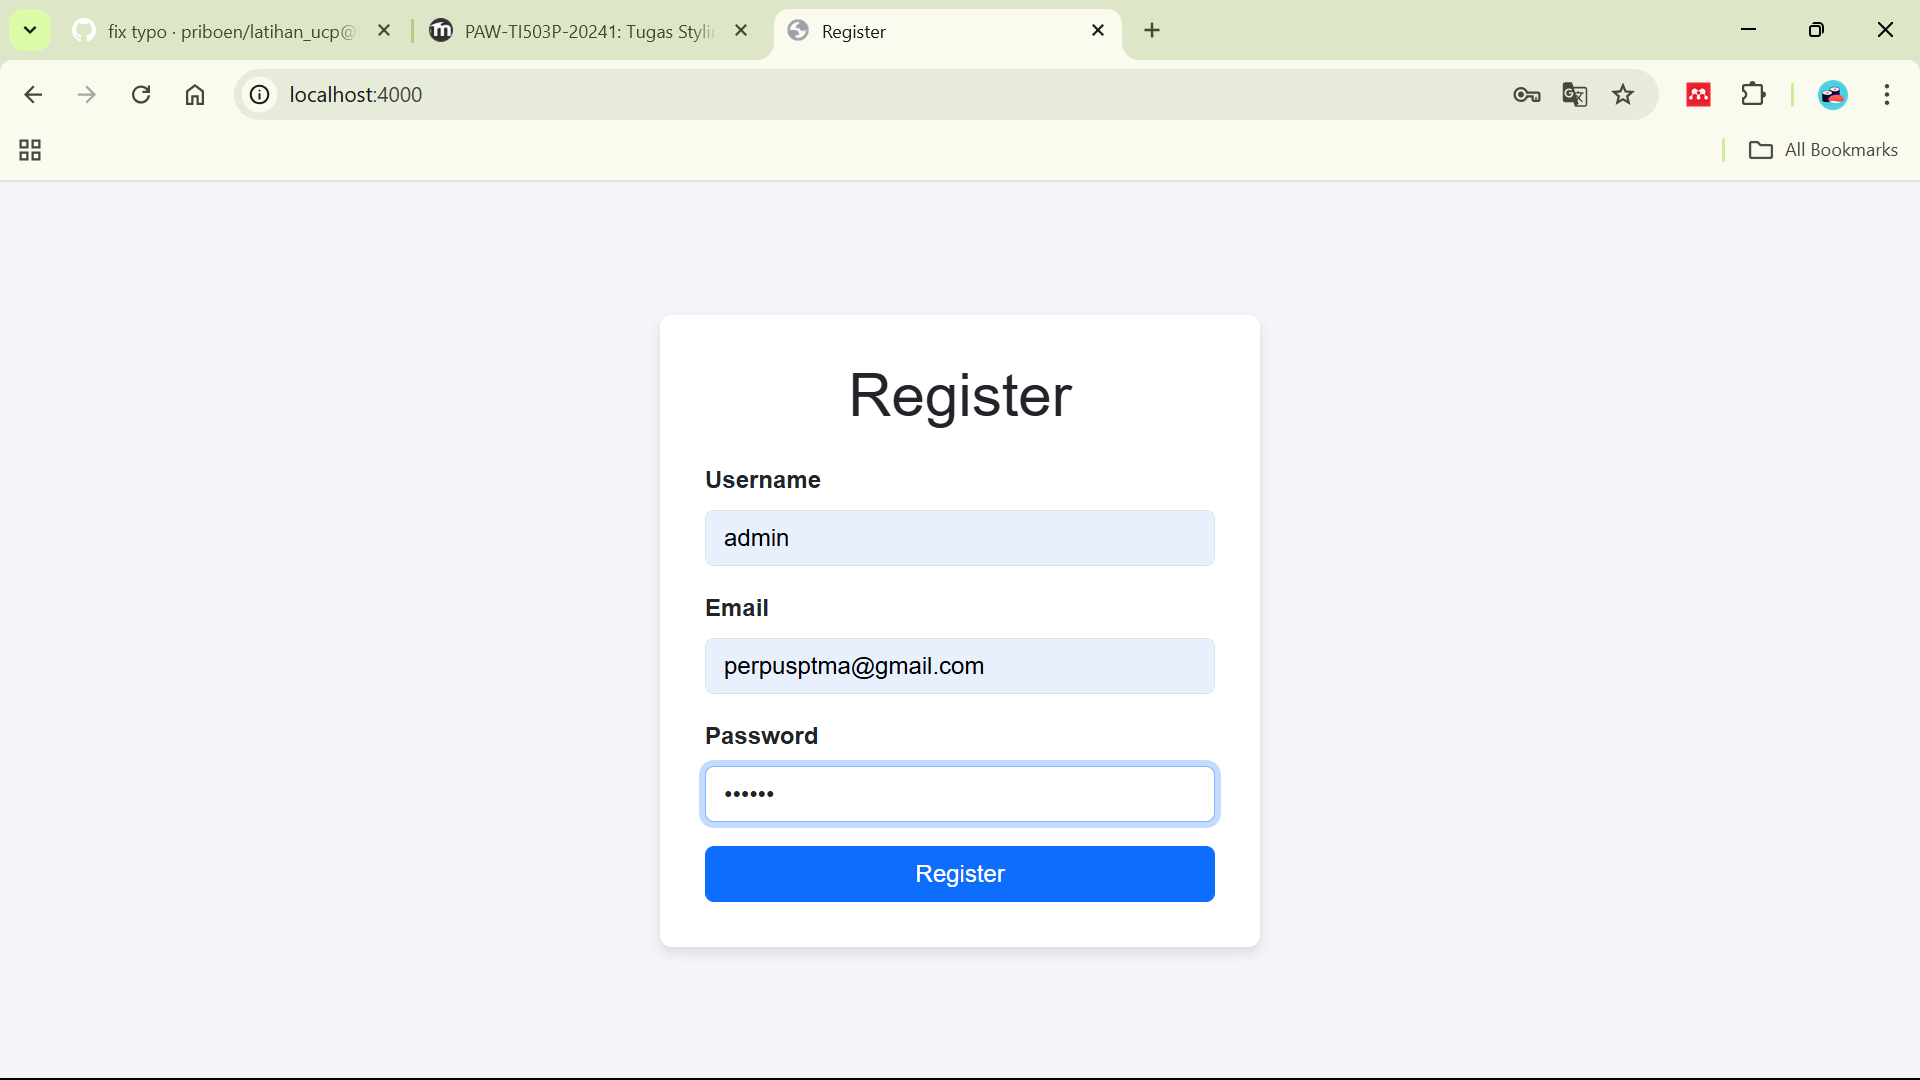 fix typo · priboen/latihan_ucp@
PAW-TI503P-20241: Tugas Styli
Register
localhost:4000
All Bookmarks
Register
Username
admin
Email
perpusptma@gmail.com
Password
••••••
Register